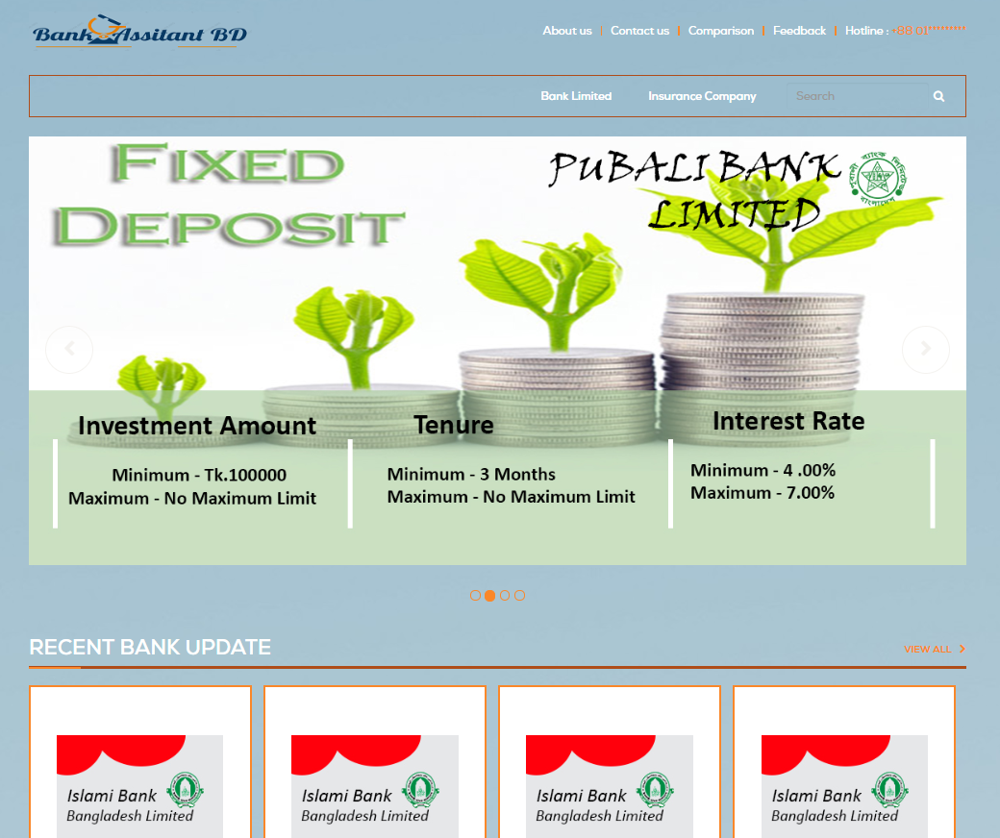 Bank Assitant BD
About us
Contact us
Comparison
Feedback
Hotline : +88 01*********
Bank Limited
Insurance Company
Search
FIXED
DEPOSIT
PUBALI BANK
LIMITED
Investment Amount
Minimum - Tk.100000
Maximum - No Maximum Limit
Tenure
Minimum - 3 Months
Maximum - No Maximum Limit
Interest Rate
Minimum - 4 .00%
Maximum - 7.00%
RECENT BANK UPDATE
VIEW ALL
Islami Bank
Bangladesh Limited
Islami Bank
Bangladesh Limited
Islami Bank
Bangladesh Limited
Islami Bank
Bangladesh Limited